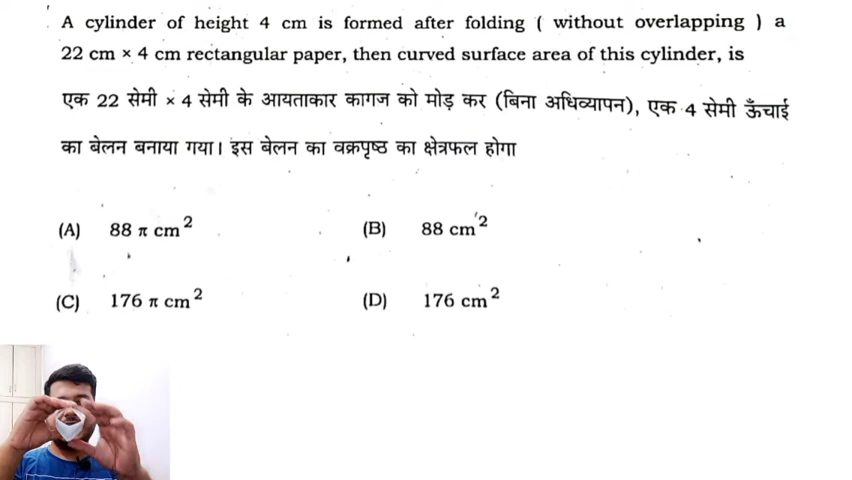 A cylinder of height 4 cm is formed after folding ( without overlapping ) a
22 cm × 4 cm rectangular paper, then curved surface area of this cylinder, is
एक 22 सेमी × 4 सेमी के आयताकार कागज को मोड़ कर (बिना अधिव्यापन), एक 4 सेमी ऊँचाई
का बेलन बनाया गया। इस बेलन का वक्रपृष्ठ का क्षेत्रफल होगा
(A) 88 π cm² (B) 88 cm²
(C) 176 π cm² (D) 176 cm²